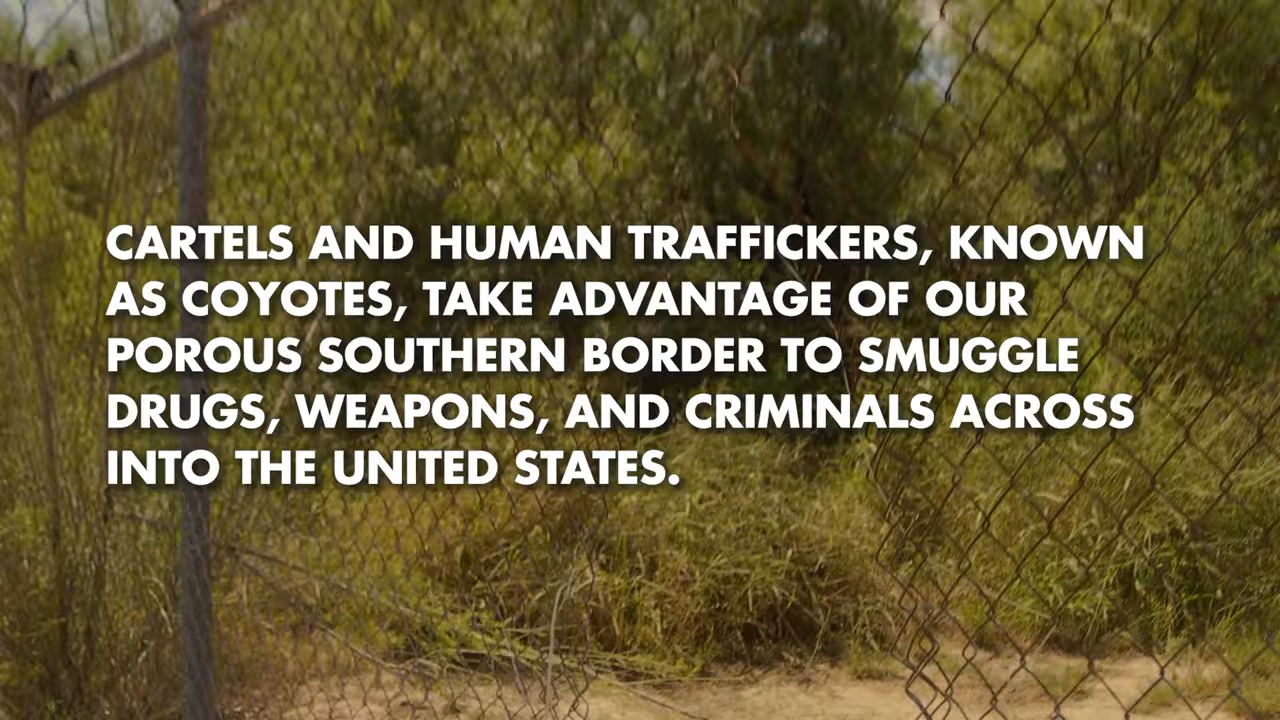 CARTELS AND HUMAN TRAFFICKERS, KNOWN
AS COYOTES, TAKE ADVANTAGE OF OUR
POROUS SOUTHERN BORDER TO SMUGGLE
DRUGS, WEAPONS, AND CRIMINALS ACROSS
INTO THE UNITED STATES.